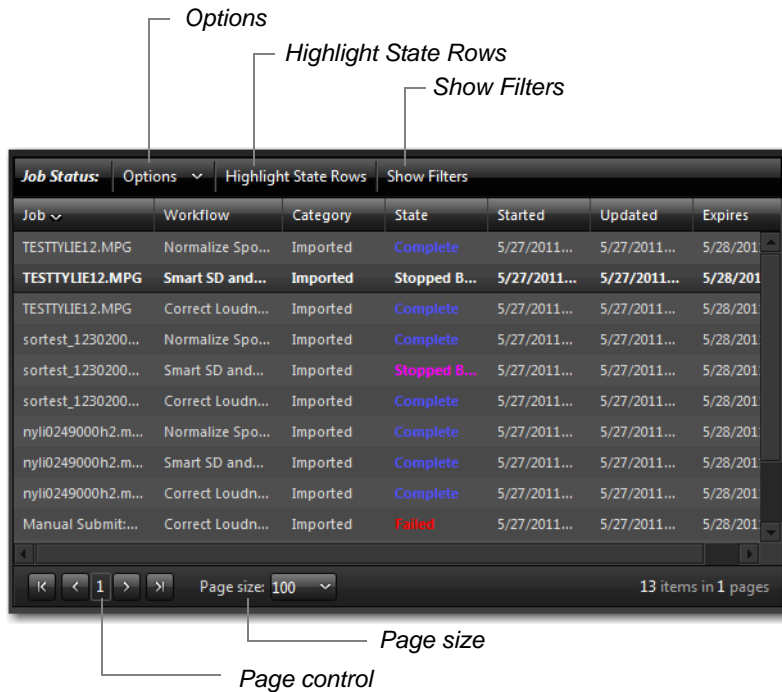 Options
Highlight State Rows
Show Filters
Job Status: Options Highlight State Rows Show Filters
Job Workflow Category State Started Updated Expires
TESTTYLIE12.MPG Normalize Spo... Imported Complete 5/27/2011... 5/27/2011... 5/28/201
TESTTYLIE12.MPG Smart SD and... Imported Stopped B... 5/27/2011... 5/27/2011... 5/28/201
TESTTYLIE12.MPG Correct Loudn... Imported Complete 5/27/2011... 5/27/2011... 5/28/201
sortest_1230200... Normalize Spo... Imported Complete 5/27/2011... 5/27/2011... 5/28/201
sortest_1230200... Smart SD and... Imported Stopped B... 5/27/2011... 5/27/2011... 5/28/201
sortest_1230200... Correct Loudn... Imported Complete 5/27/2011... 5/27/2011... 5/28/201
nyli0249000h2.m... Normalize Spo... Imported Complete 5/27/2011... 5/27/2011... 5/28/201
nyli0249000h2.m... Smart SD and... Imported Complete 5/27/2011... 5/27/2011... 5/28/201
nyli0249000h2.m... Correct Loudn... Imported Complete 5/27/2011... 5/27/2011... 5/28/201
Manual Submit:... Correct Loudn... Imported Failed 5/27/2011... 5/27/2011... 5/28/201
1 Page size: 100 13 items in 1 pages
Page size
Page control